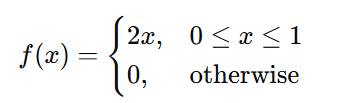 f(x) = { 2x, 0 ≤ x ≤ 1
0, otherwise